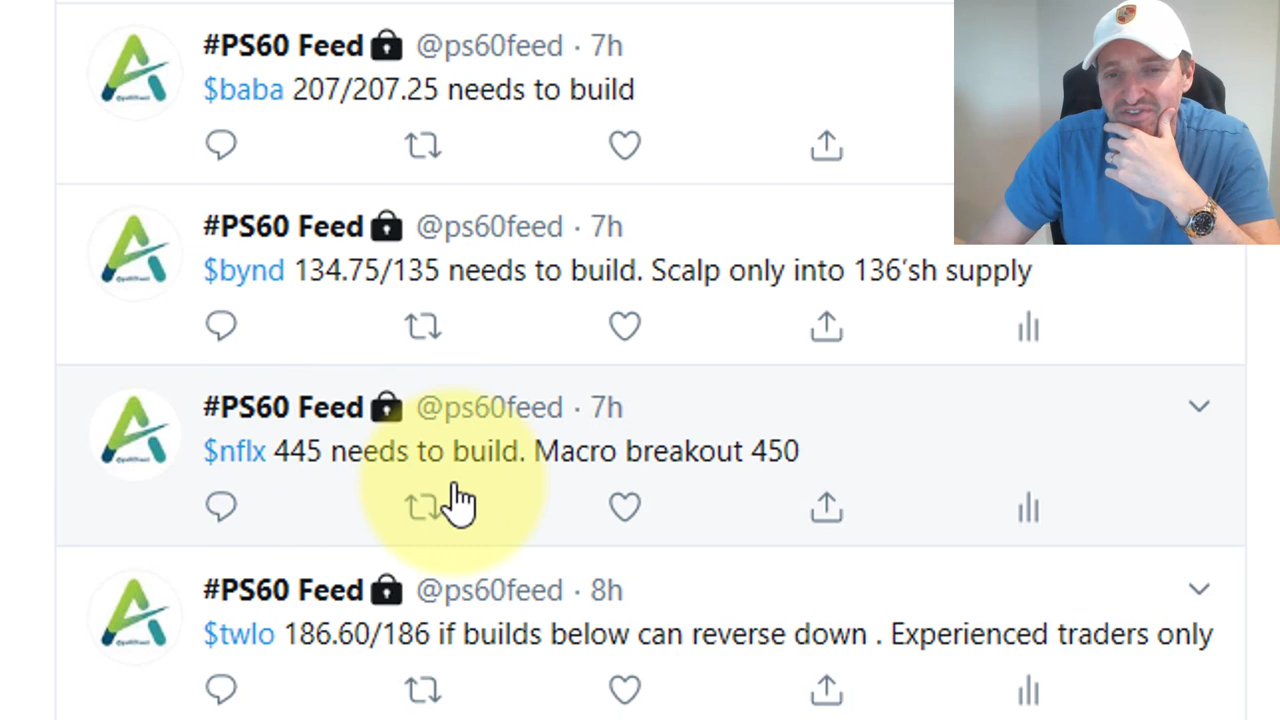 #PS60 Feed @ps60feed · 7h
$baba 207/207.25 needs to build
#PS60 Feed @ps60feed · 7h
$bynd 134.75/135 needs to build. Scalp only into 136’sh supply
#PS60 Feed @ps60feed · 7h
$nflx 445 needs to build. Macro breakout 450
#PS60 Feed @ps60feed · 8h
$twlo 186.60/186 if builds below can reverse down . Experienced traders only